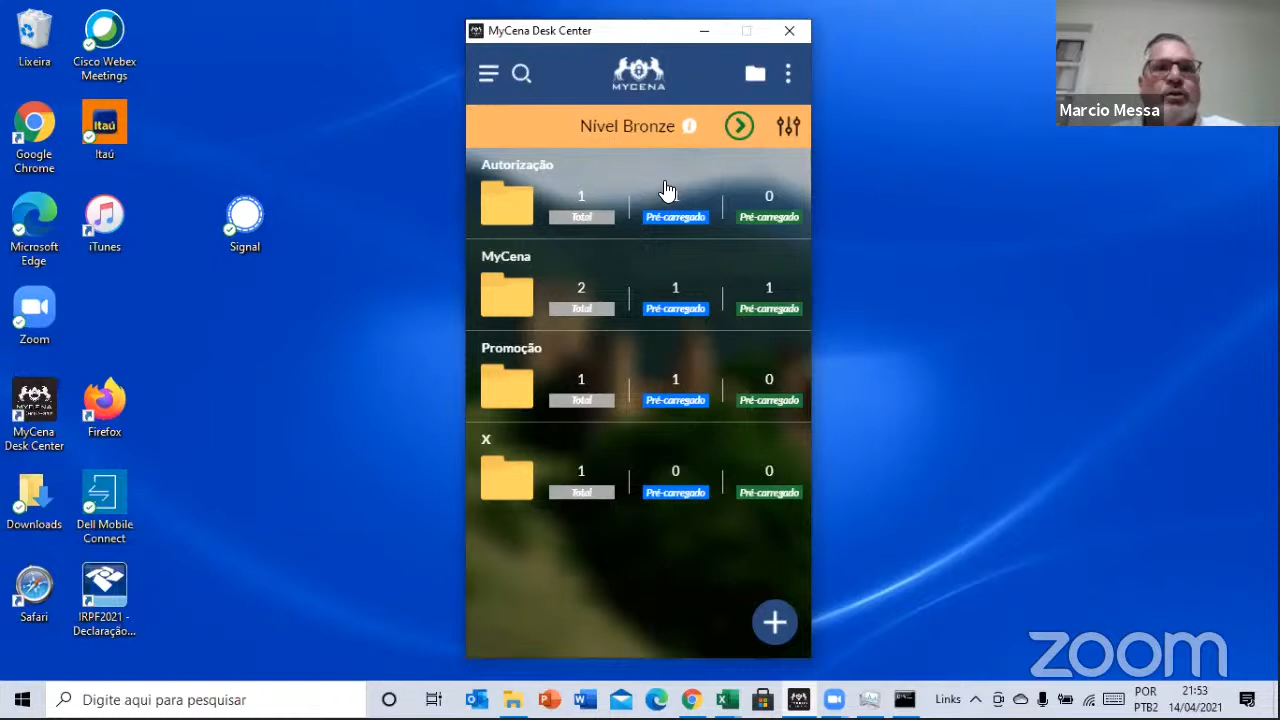 Lixeira
Cisco Webex Meetings
Google Chrome
Itaú
Microsoft Edge
iTunes
Signal
Zoom
MyCena Desk Center
Firefox
Downloads
Dell Mobile Connect
Safari
IRPF2021 - Declaração...
MyCena Desk Center
MYCENA
Nível Bronze
Autorização
1 0
Total Pré-carregado Pré-carregado
MyCena
2 1 1
Total Pré-carregado Pré-carregado
Promoção
1 1 0
Total Pré-carregado Pré-carregado
X
1 0 0
Total Pré-carregado Pré-carregado
Marcio Messa
zoom
Digite aqui para pesquisar
Links
POR
PTB2
21:33
14/04/2021